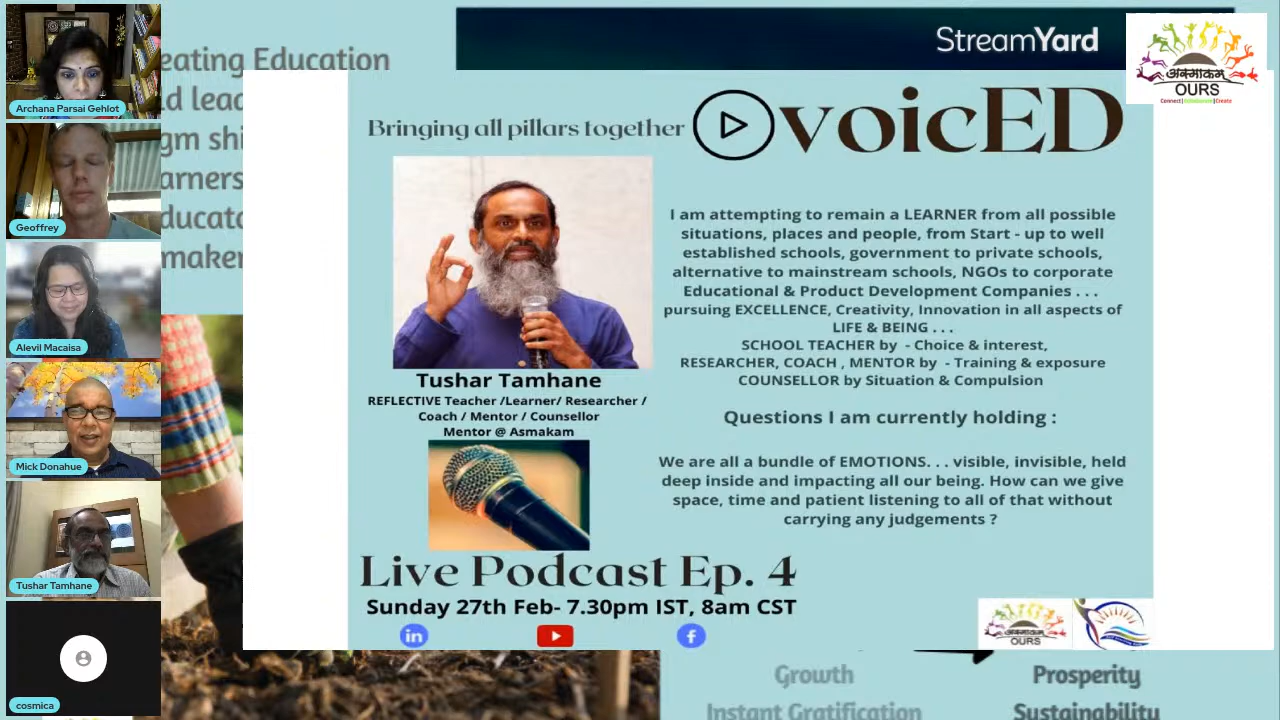 Archana Parsai Gehlot
Geoffrey
Alevil Macaisa
Mick Donahue
Tushar Tamhane
cosmica
eating Education
d lead
gm shi
arners
ducato
maker
StreamYard
अस्माकम्
OURS
Connect|Collaborate|Create
Bringing all pillars together
voicED
I am attempting to remain a LEARNER from all possible
situations, places and people, from Start - up to well
established schools, government to private schools,
alternative to mainstream schools, NGOs to corporate
Educational & Product Development Companies . . .
pursuing EXCELLENCE, Creativity, Innovation in all aspects of
LIFE & BEING . . .
SCHOOL TEACHER by - Choice & interest,
RESEARCHER, COACH , MENTOR by - Training & exposure
COUNSELLOR by Situation & Compulsion
Tushar Tamhane
REFLECTIVE Teacher /Learner/ Researcher /
Coach / Mentor / Counsellor
Mentor @ Asmakam
Questions I am currently holding :
We are all a bundle of EMOTIONS. . . visible, invisible, held
deep inside and impacting all our being. How can we give
space, time and patient listening to all of that without
carrying any judgements ?
Live Podcast Ep. 4
Sunday 27th Feb- 7.30pm IST, 8am CST
in
f
अस्माकम्
OURS
Growth
Prosperity
Instant Gratification
Sustainability